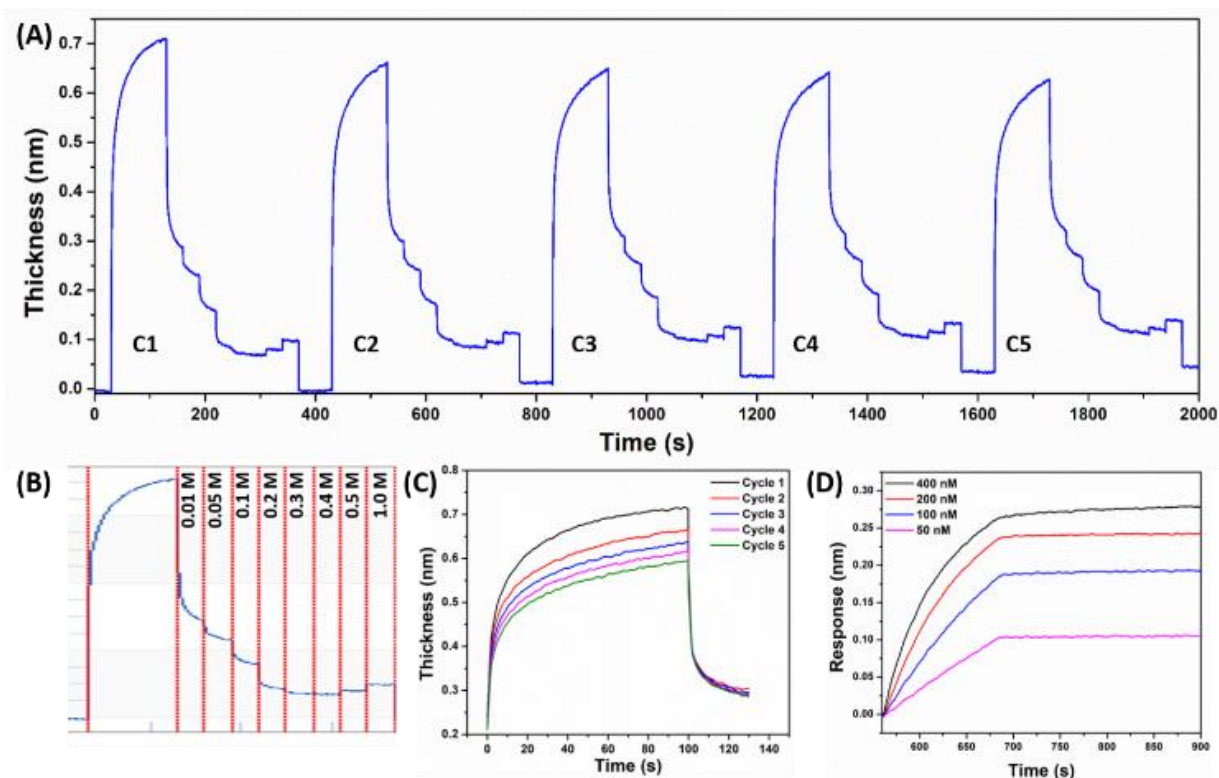 (A)
Thickness (nm)
0.7
0.6
0.5
0.4
0.3
0.2
0.1
0.0
C1 C2 C3 C4 C5
0 200 400 600 800 1000 1200 1400 1600 1800 2000
Time (s)
(B)
0.01 M 0.05 M 0.1 M 0.2 M 0.3 M 0.4 M 0.5 M 1.0 M
(C)
Thickness (nm)
0.8
0.7
0.6
0.5
0.4
0.3
0.2
Cycle 1
Cycle 2
Cycle 3
Cycle 4
Cycle 5
0 20 40 60 80 100 120 140
Time (s)
(D)
Response (nm)
0.30
0.25
0.20
0.15
0.10
0.05
0.00
400 nM
200 nM
100 nM
50 nM
600 650 700 750 800 850 900
Time (s)